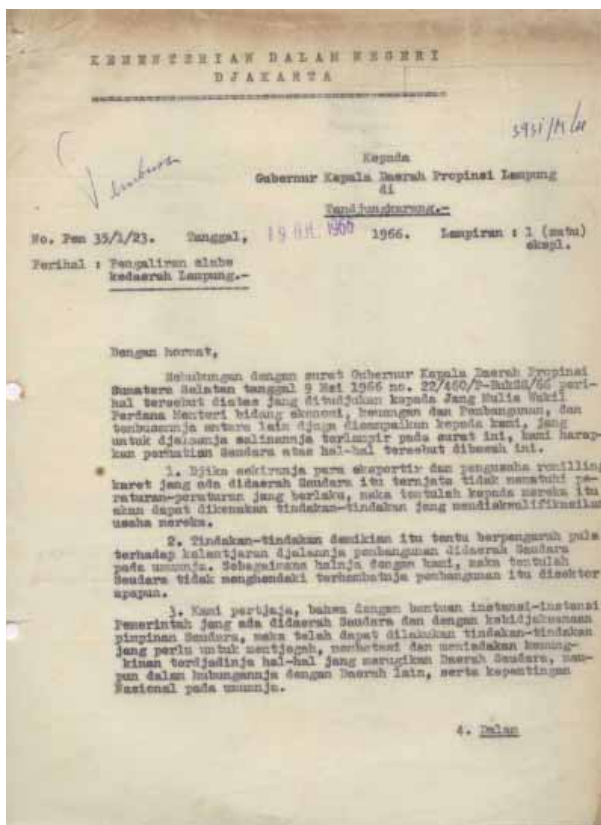 KEMENTERIAN DALAM NEGERI
DJAKARTA
Tembusan
Kepada
Gubernur Kepala Daerah Propinsi Lampung
di
Tandjungkarang.-
No. Pem 35/1/23. Tanggal, 1966. Lampiran : 1 (satu)
ekspl.
Perihal : Pengaliran slabs
kedaerah Lampung.-
Dengan hormat,
Sehubungan dengan surat Gubernur Kepala Daerah Propinsi
Sumatera Selatan tanggal 9 Mei 1966 no. peri-
hal tersebut diatas jang ditudjukan kepada Jang Mulia Wakil
Perdana Menteri bidang ekonomi, keuangan dan Pembangunan, dan
tembusannja antara lain djuga disampaikan kepada kami, jang
untuk djelasnja salinannja terlampir pada surat ini, kami harap-
kan perhatian Saudara atas hal-hal tersebut dibawah ini.
1. Djika sekiranja para eksportir dan pengusaha remilling
karet jang ada didaerah Saudara itu ternjata tidak mematuhi pe-
raturan-peraturan jang berlaku, maka tentulah kepada mereka itu
akan dapat dikenakan tindakan-tindakan jang mendiskwalifiksikan
usaha mereka.
2. Tindakan-tindakan demikian itu tentu berpengaruh pula
terhadap kelantjaran djalannja pembangunan didaerah Saudara
pada umumnja. Sebagaimana halnja dengan kami, maka tentulah
Saudara tidak menghendaki terhambatnja pembangunan itu disektor
apapun.
3. Kami pertjaja, bahwa dengan bantuan instansi-instansi
Pemerintah jang ada didaerah Saudara dan dengan kebidjaksanaan
pimpinan Saudara, maka telah dapat dilakukan tindakan-tindakan
jang perlu untuk mentjegah, membatasi dan meniadakan kemung-
kinan terdjadinja hal-hal jang merugikan Daerah Saudara, mau-
pun dalam hubungannja dengan Daerah lain, serta kepentingan
Nasional pada umumnja.
4. Dalam